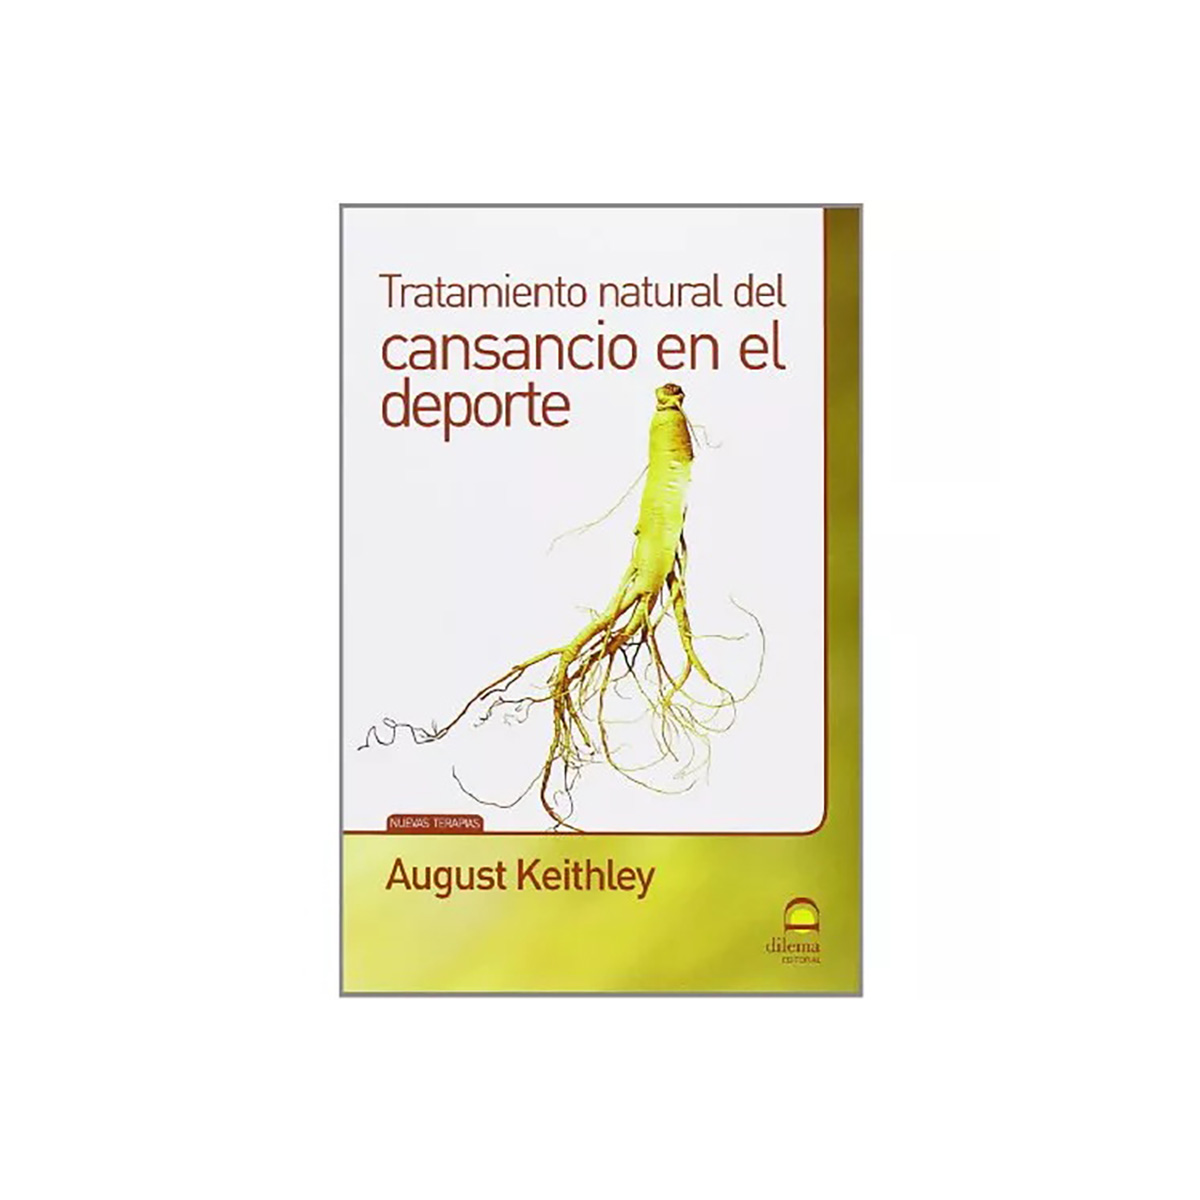 Tratamiento natural del
cansancio en el
deporte
NUEVAS TERAPIAS
August Keithley
dilema
EDITORIAL